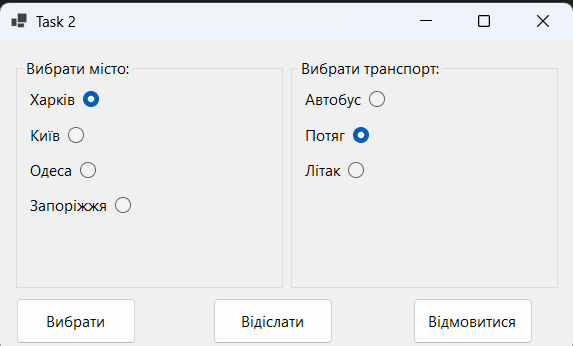 Task 2
Вибрати місто:
Харків
Київ
Одеса
Запоріжжя
Вибрати транспорт:
Автобус
Потяг
Літак
Вибрати
Відіслати
Відмовитися